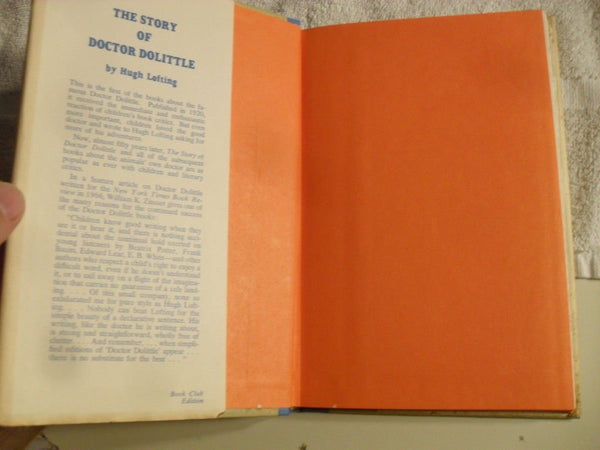 THE STORY
OF
DOCTOR DOLITTLE
by Hugh Lofting
This is the first of the books about the fa-
mous Doctor Dolittle. Published in 1920,
it received the immediate and enthusiastic
reaction of children's book critics. But even
more important, children found the good
doctor and wrote to Hugh Lofting asking for
more of his adventures.
Now, almost fifty years later, The Story of
Doctor Dolittle and all of the subsequent
books about the animals' own doctor are as
popular as ever with children and literary
critics.
In a feature article on Doctor Dolittle
written for the New York Times Book Re-
view in 1966, William K. Zinsser gives one of
the many reasons for the continued success
of the Doctor Dolittle books:
"Children know good writing when they
see it or hear it, and there is nothing acci-
dental about the continual hold exerted on
young listeners by Beatrix Potter, Frank
Baum, Edward Lear, E. B. White—and other
authors who respect a child's right to enjoy a
difficult word, even if he doesn't understand
it, or to sail away on a flight of the imagina-
tion that carries no guarantee of a safe land-
ing. . . . Of this small company, none so
exhilarated me for pure style as Hugh Loft-
ing. . . . Nobody can beat Lofting for the
simple beauty of a declarative sentence. His
writing, like the doctor he is writing about,
is strong and straightforward, wholly free of
clutter. . . . And remember, . . . when simpli-
fied editions of 'Doctor Dolittle' appear . . .
there is no substitute for the best . . ."
Book Club
Edition